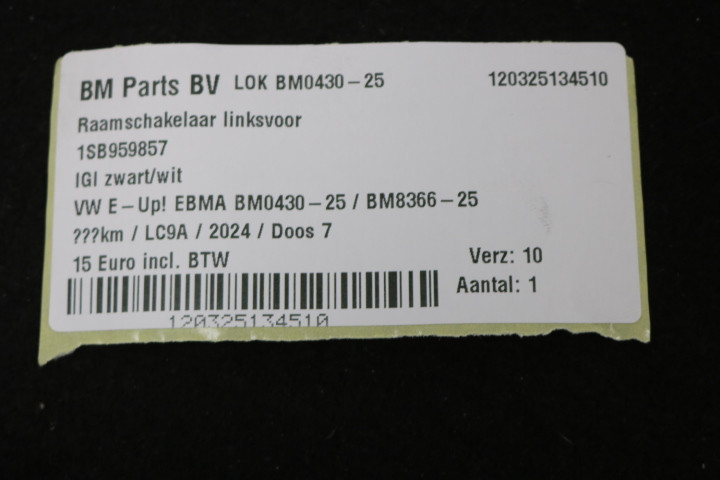 BM Parts BV LOK BM0430-25 120325134510
Raamschakelaar linksvoor
1SB959857
IGI zwart/wit
VW E-Up! EBMA BM0430-25 / BM8366-25
???km / LC9A / 2024 / Doos 7
15 Euro incl. BTW Verz: 10
Aantal: 1
120325134510